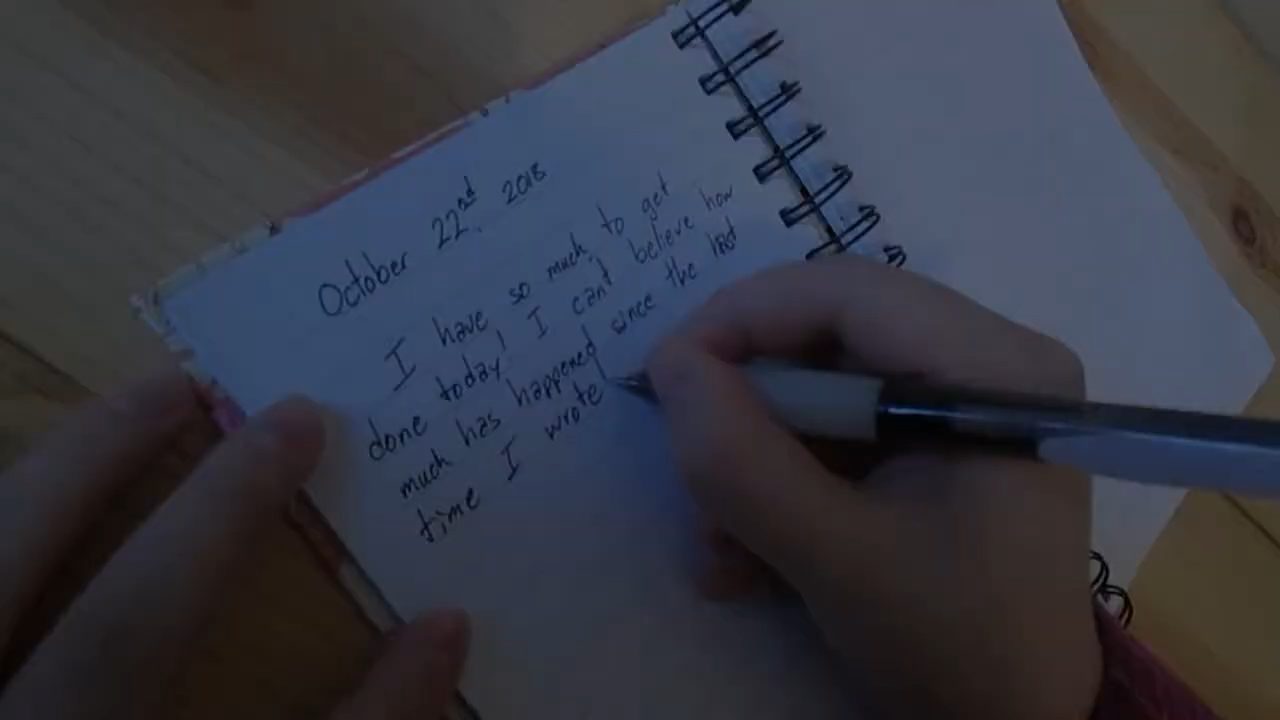 October 22nd, 2018
I have so much to get
done today! I can't believe how
much has happened since the last
time I wrote